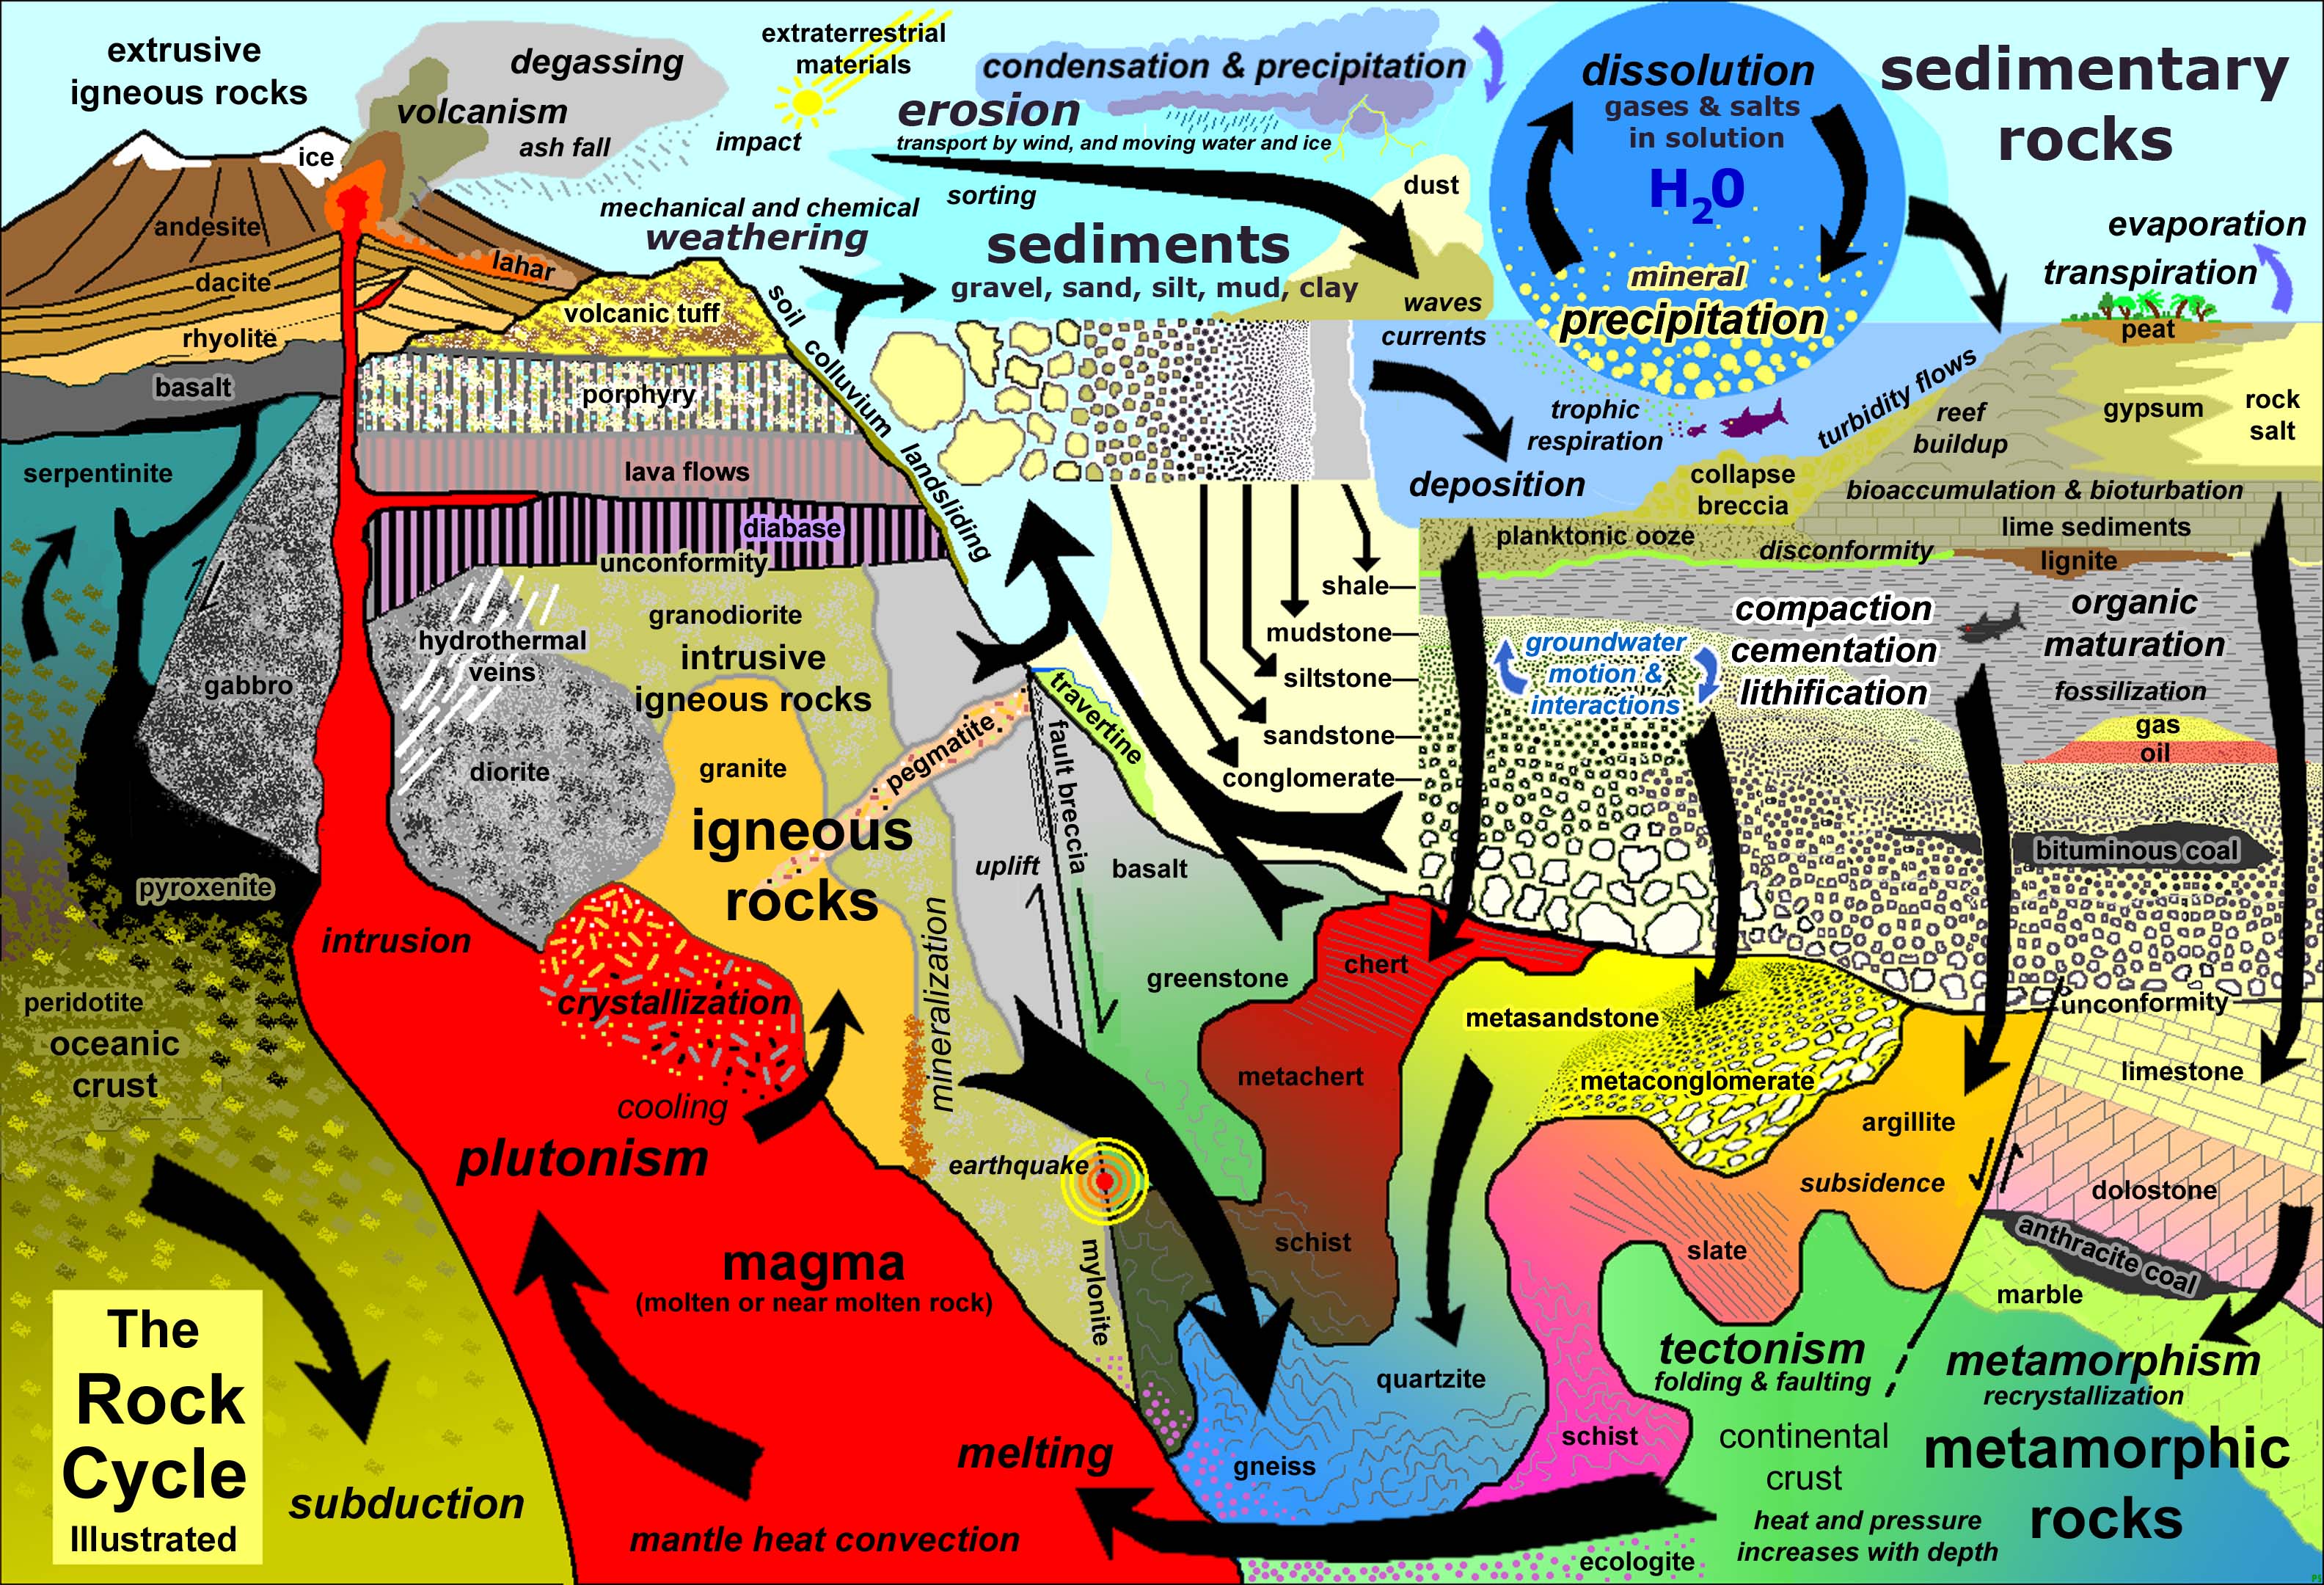 extrusive
igneous rocks
degassing
volcanism
ash fall
ice
extraterrestrial
materials
impact
condensation & precipitation
erosion
transport by wind, and moving water and ice
sorting
dust
dissolution
gases & salts
in solution
H20
mineral
precipitation
sedimentary
rocks
evaporation
transpiration
andesite
dacite
rhyolite
basalt
lahar
volcanic tuff
mechanical and chemical
weathering
sediments
gravel, sand, silt, mud, clay
waves
currents
soil
colluvium
landsliding
porphyry
lava flows
diabase
unconformity
trophic
respiration
turbidity flows
deposition
peat
reef
buildup
gypsum
rock
salt
collapse
breccia
bioaccumulation & bioturbation
lime sediments
planktonic ooze
disconformity
lignite
serpentinite
gabbro
pyroxenite
peridotite
oceanic
crust
hydrothermal
veins
granodiorite
intrusive
igneous rocks
diorite
granite
pegmatite
igneous
rocks
travertine
fault breccia
uplift
basalt
shale
mudstone
siltstone
sandstone
conglomerate
groundwater
motion &
interactions
compaction
cementation
lithification
organic
maturation
fossilization
gas
oil
bituminous coal
unconformity
limestone
dolostone
anthracite coal
marble
intrusion
crystallization
cooling
plutonism
mineralization
earthquake
mylonite
greenstone
chert
metachert
metasandstone
metaconglomerate
argillite
subsidence
schist
slate
quartzite
gneiss
schist
magma
(molten or near molten rock)
melting
mantle heat convection
tectonism
folding & faulting
continental
crust
heat and pressure
increases with depth
ecologite
metamorphism
recrystallization
metamorphic
rocks
subduction
The
Rock
Cycle
Illustrated